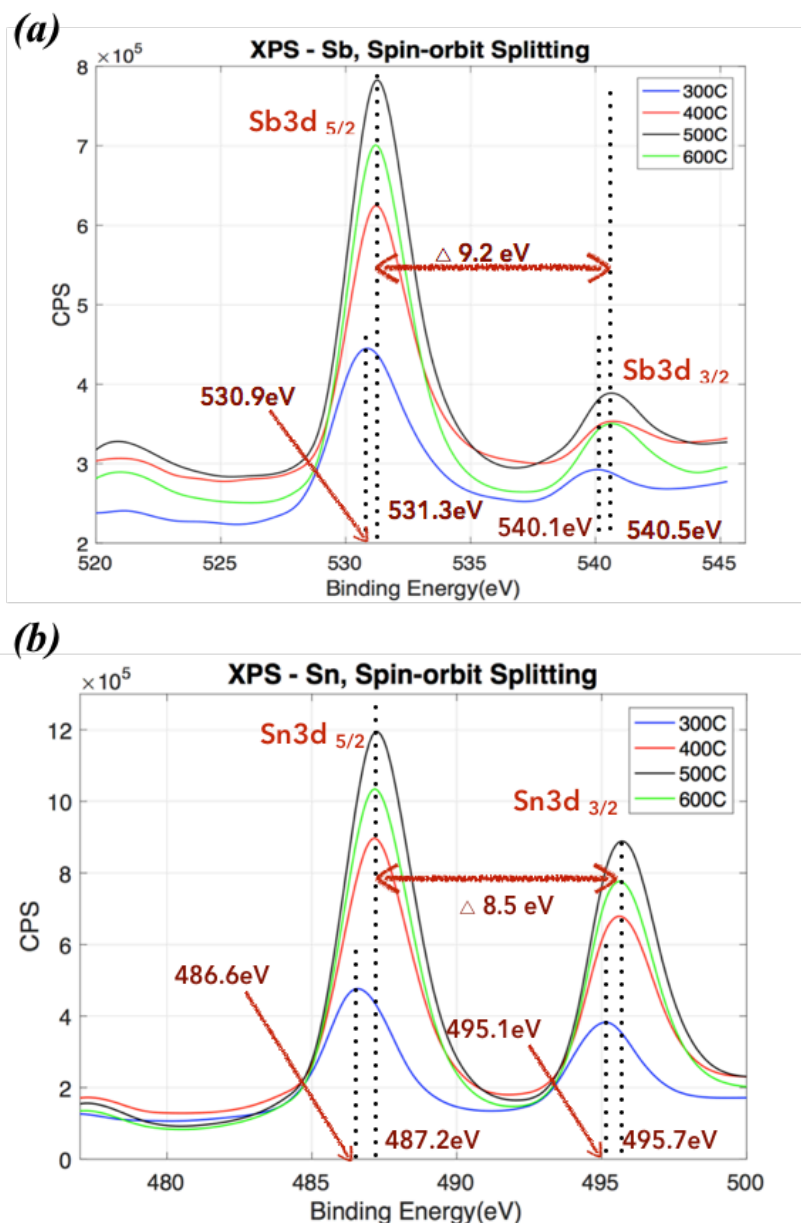 (a)
XPS - Sb, Spin-orbit Splitting
×10⁵
8
7
6
5
4
3
2
CPS
520
525
530
535
540
545
Binding Energy(eV)
300C
400C
500C
600C
Sb3d 5/2
△ 9.2 eV
Sb3d 3/2
530.9eV
531.3eV
540.1eV
540.5eV
(b)
XPS - Sn, Spin-orbit Splitting
×10⁵
12
10
8
6
4
2
0
CPS
480
485
490
495
500
Binding Energy(eV)
300C
400C
500C
600C
Sn3d 5/2
Sn3d 3/2
△ 8.5 eV
486.6eV
495.1eV
487.2eV
495.7eV